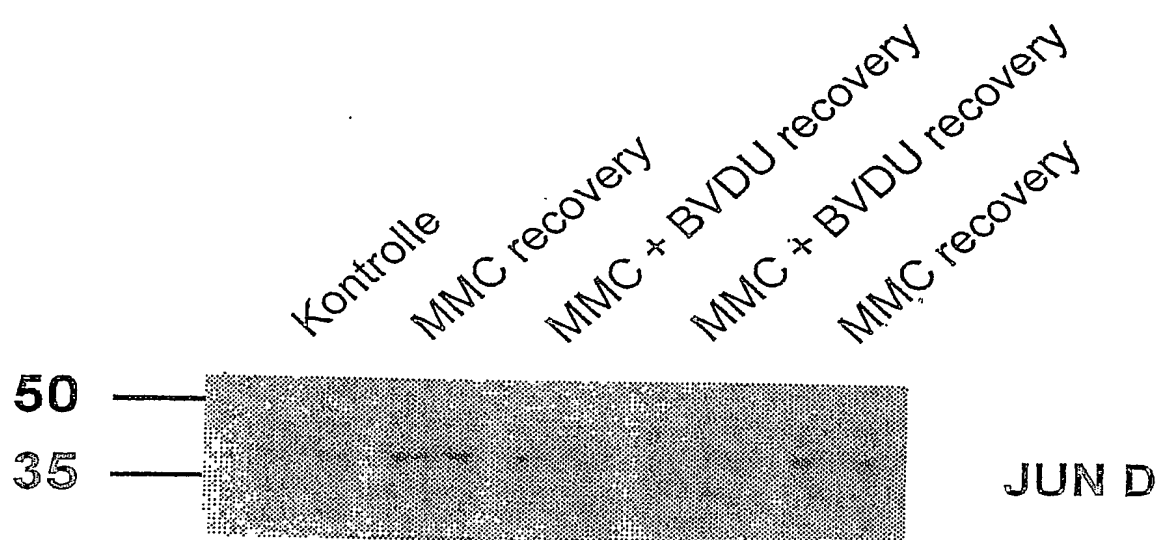 Kontrolle
MMC recovery
MMC + BVDU recovery
MMC + BVDU recovery
MMC recovery
50
35
JUN D